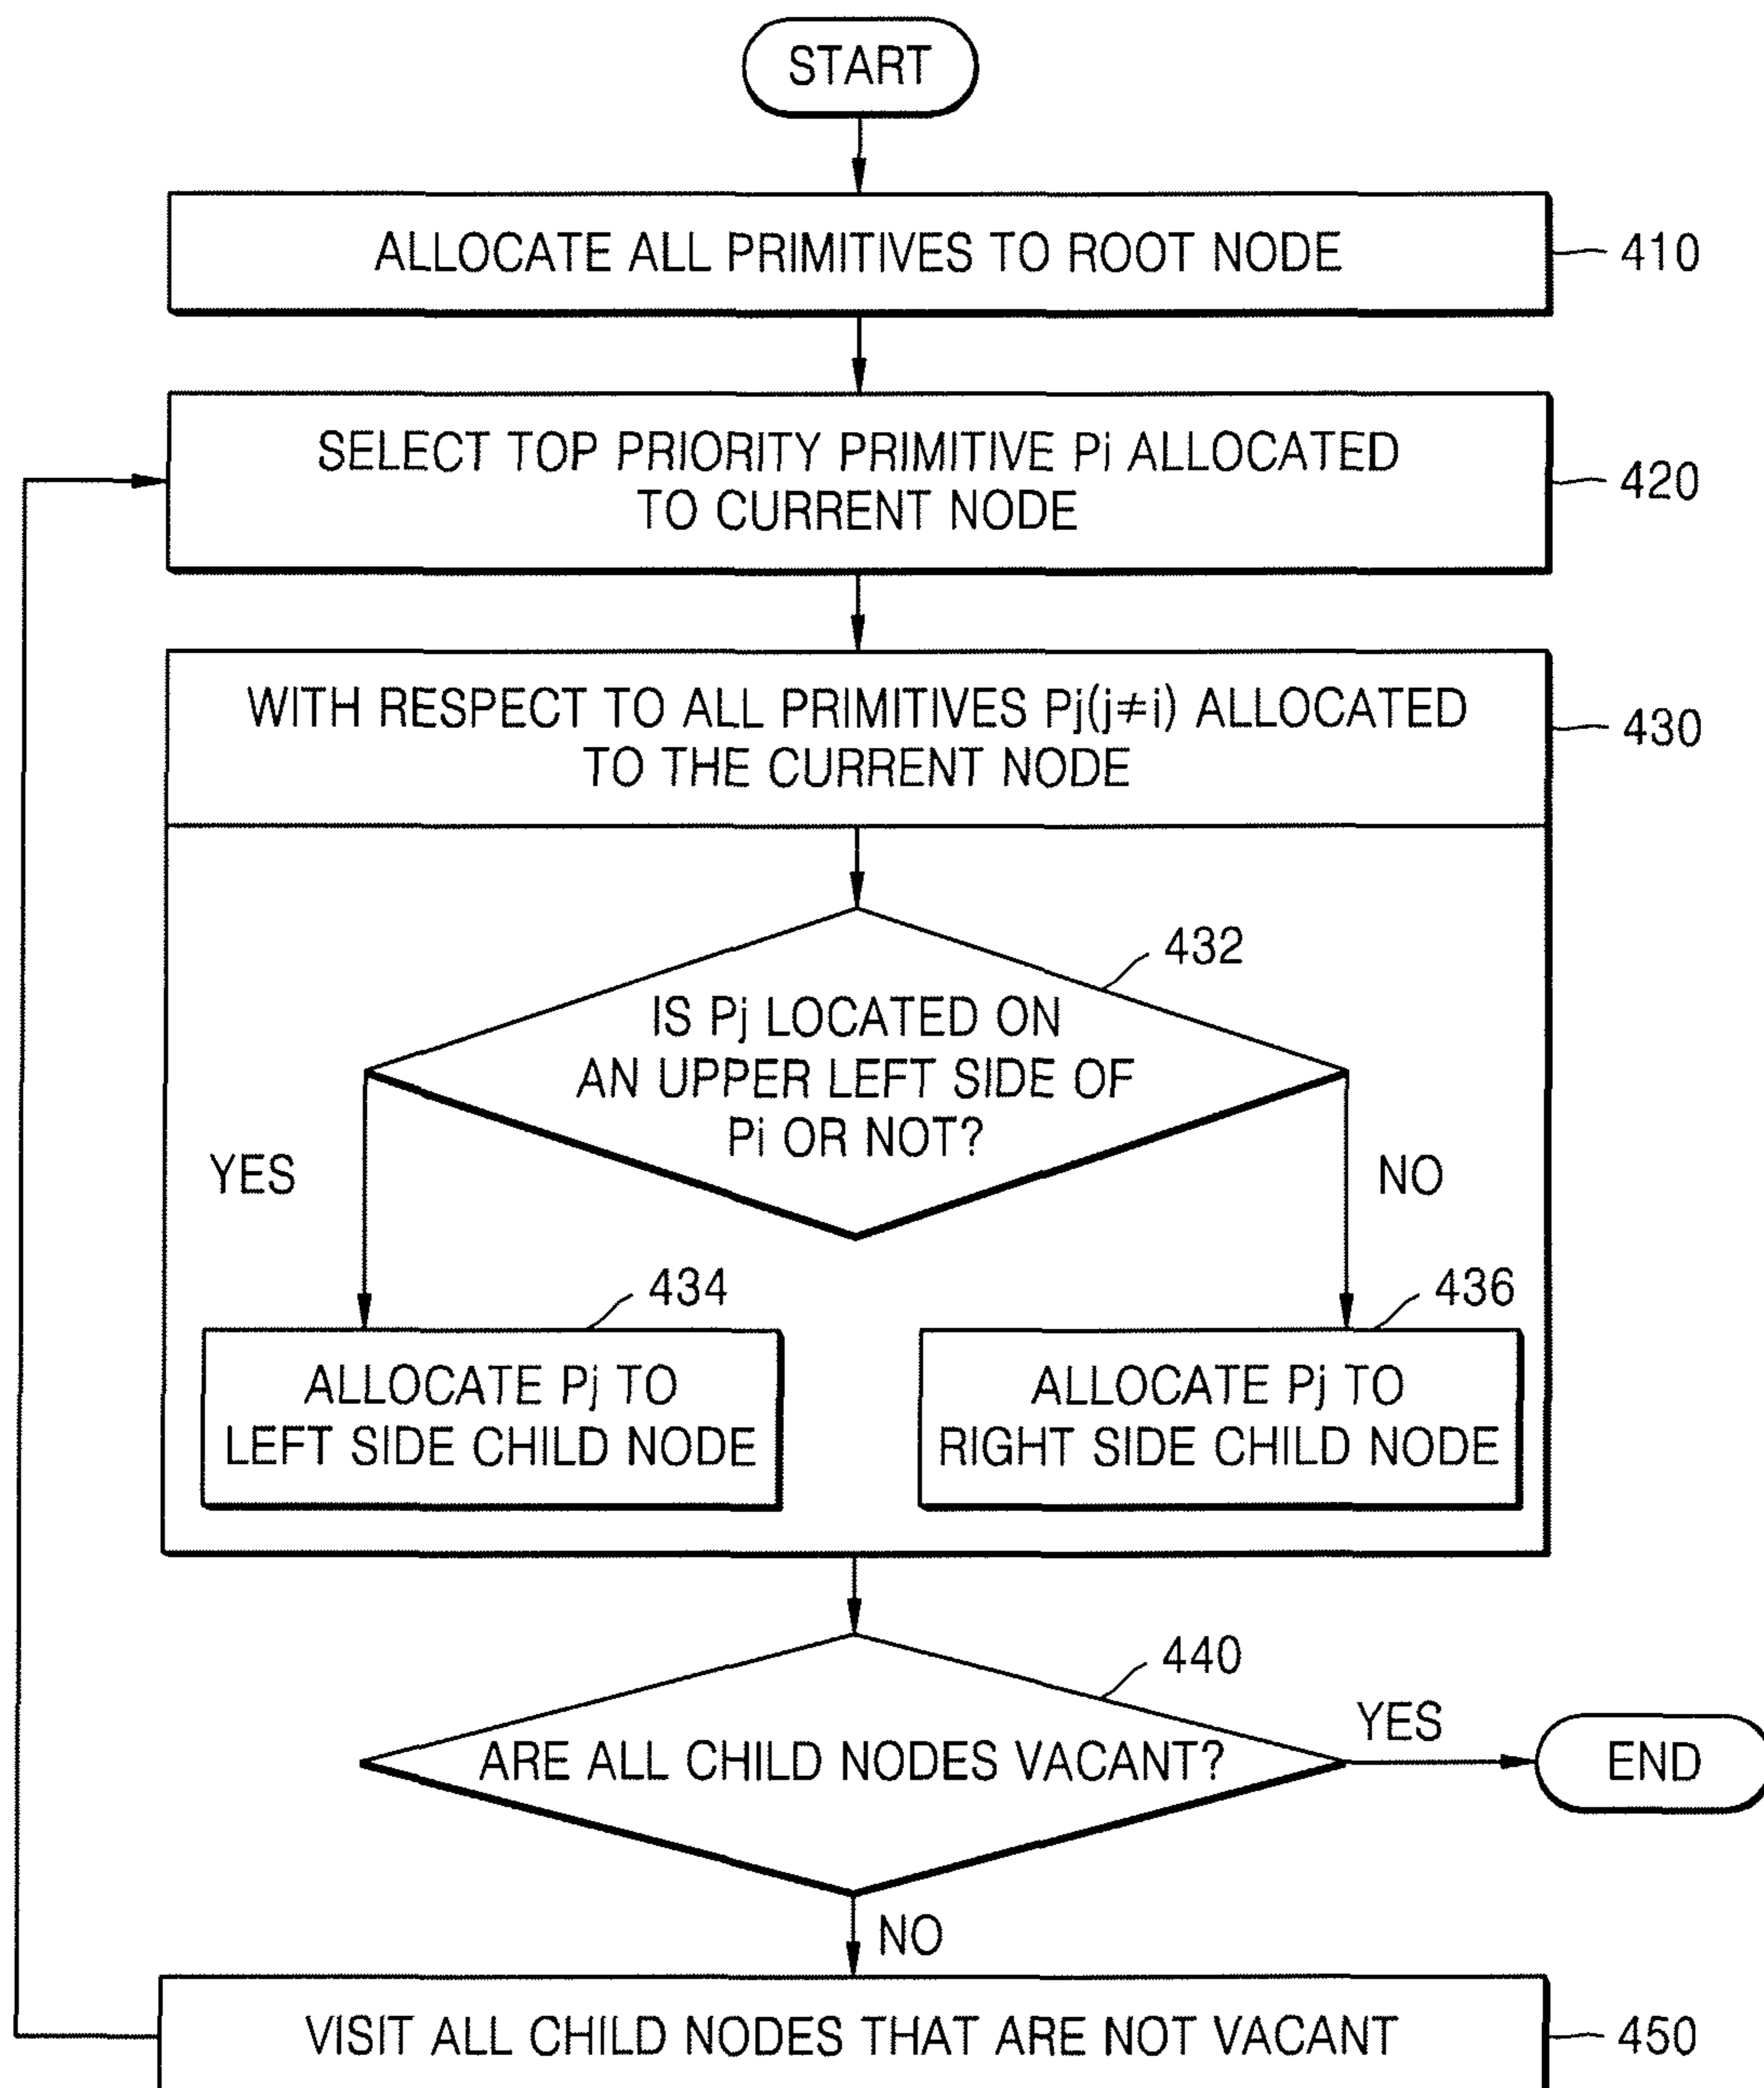 START
ALLOCATE ALL PRIMITIVES TO ROOT NODE
410
SELECT TOP PRIORITY PRIMITIVE Pi ALLOCATED
TO CURRENT NODE
420
WITH RESPECT TO ALL PRIMITIVES Pj(j≠i) ALLOCATED
TO THE CURRENT NODE
430
432
IS Pj LOCATED ON
AN UPPER LEFT SIDE OF
Pi OR NOT?
YES
NO
434
436
ALLOCATE Pj TO
LEFT SIDE CHILD NODE
ALLOCATE Pj TO
RIGHT SIDE CHILD NODE
440
ARE ALL CHILD NODES VACANT?
YES
END
NO
VISIT ALL CHILD NODES THAT ARE NOT VACANT
450